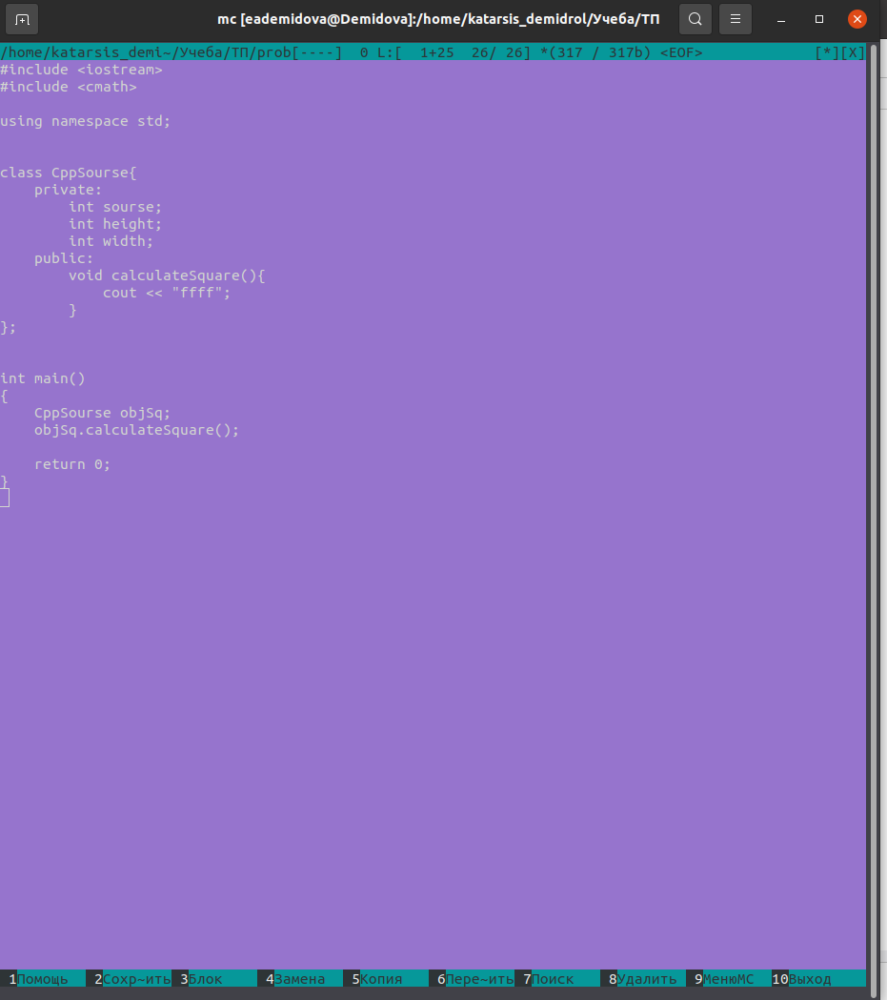 mc [eademidova@Demidova]:/home/katarsis_demidrol/Учеба/ТП
/home/katarsis_demi~/Учеба/ТП/prob[----]  0 L:[  1+25  26/ 26] *(317 / 317b) <EOF>             [*][X]
#include <iostream>
#include <cmath>

using namespace std;


class CppSourse{
    private:
        int sourse;
        int height;
        int width;
    public:
        void calculateSquare(){
            cout << "ffff";
        }
};


int main()
{
    CppSourse objSq;
    objSq.calculateSquare();

    return 0;
}
 1Помощь   2Сохр~ить 3Блок     4Замена   5Копия    6Пере~ить 7Поиск    8Удалить  9МенюМС  10Выход